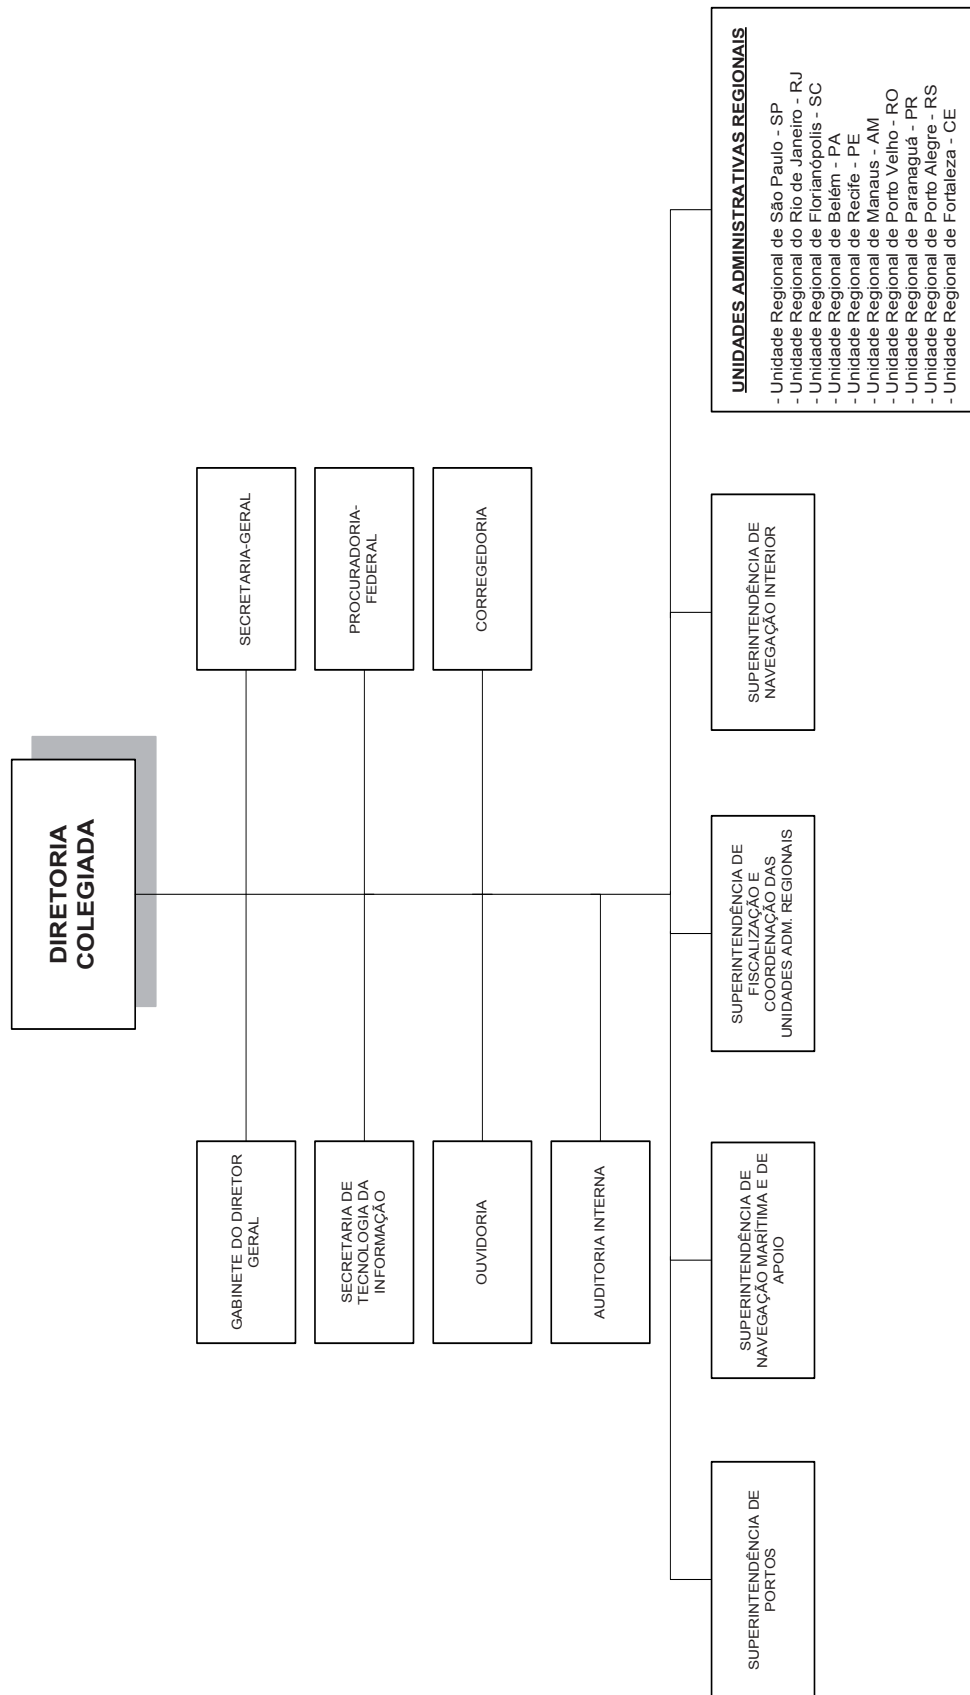 DIRETORIA
COLEGIADA
GABINETE DO DIRETOR
GERAL
SECRETARIA-GERAL
SECRETARIA DE
TECNOLOGIA DA
INFORMAÇÃO
PROCURADORIA-
FEDERAL
OUVIDORIA
CORREGEDORIA
AUDITORIA INTERNA
SUPERINTENDÊNCIA DE
PORTOS
SUPERINTENDÊNCIA DE
NAVEGAÇÃO MARÍTIMA E DE
APOIO
SUPERINTENDÊNCIA DE
FISCALIZAÇÃO E
COORDENAÇÃO DAS
UNIDADES ADM. REGIONAIS
SUPERINTENDÊNCIA DE
NAVEGAÇÃO INTERIOR
UNIDADES ADMINISTRATIVAS REGIONAIS
- Unidade Regional de São Paulo - SP
- Unidade Regional do Rio de Janeiro - RJ
- Unidade Regional de Florianópolis - SC
- Unidade Regional de Belém - PA
- Unidade Regional de Recife - PE
- Unidade Regional de Manaus - AM
- Unidade Regional de Porto Velho - RO
- Unidade Regional de Paranaguá - PR
- Unidade Regional de Porto Alegre - RS
- Unidade Regional de Fortaleza - CE